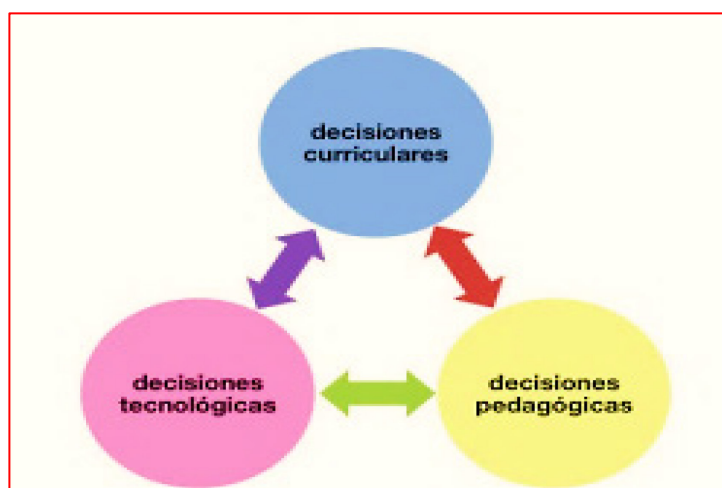 decisiones
curriculares
decisiones
tecnológicas
decisiones
pedagógicas